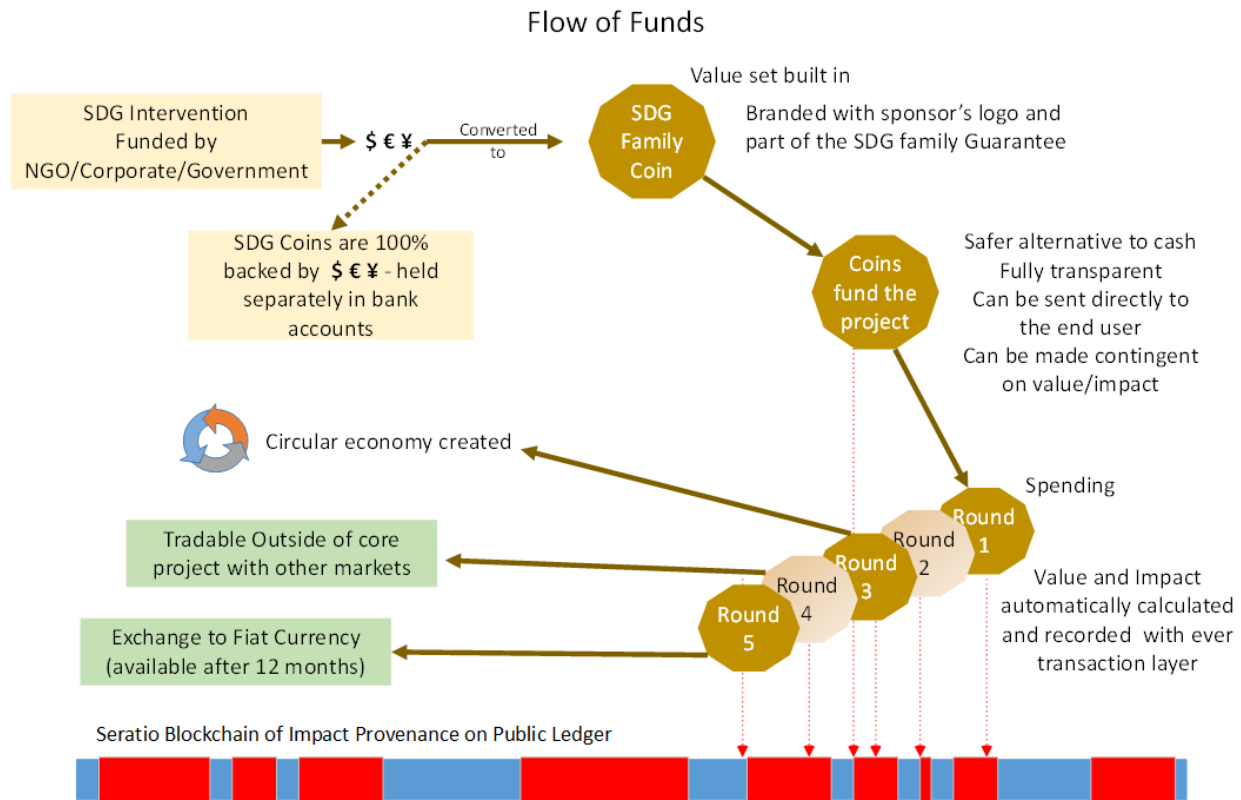 Flow of Funds
SDG Intervention
Funded by
NGO/Corporate/Government
$ € ¥
Converted
to
SDG
Family
Coin
Value set built in
Branded with sponsor's logo and
part of the SDG family Guarantee
SDG Coins are 100%
backed by $ € ¥ - held
separately in bank
accounts
Coins
fund the
project
Safer alternative to cash
Fully transparent
Can be sent directly to
the end user
Can be made contingent
on value/impact
Circular economy created
Spending
Round
1
Round
2
Round
3
Round
4
Round
5
Tradable Outside of core
project with other markets
Exchange to Fiat Currency
(available after 12 months)
Value and Impact
automatically calculated
and recorded with ever
transaction layer
Seratio Blockchain of Impact Provenance on Public Ledger